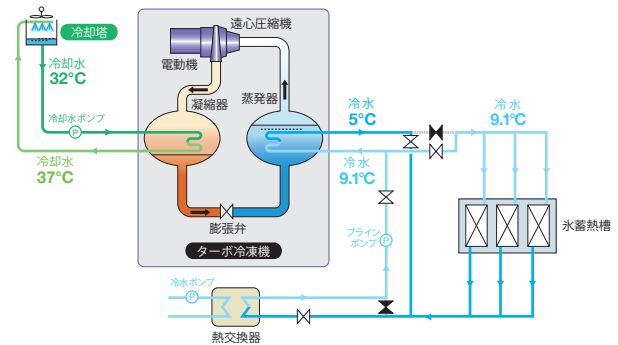 冷却塔
遠心圧縮機
電動機
冷却水
32℃
凝縮器
蒸発器
冷水
5℃
冷水
9.1℃
冷却水ポンプ
P
冷却水
37℃
冷水
9.1℃
膨張弁
ターボ冷凍機
氷蓄熱槽
ブライン
ポンプ
P
冷水ポンプ
P
熱交換器